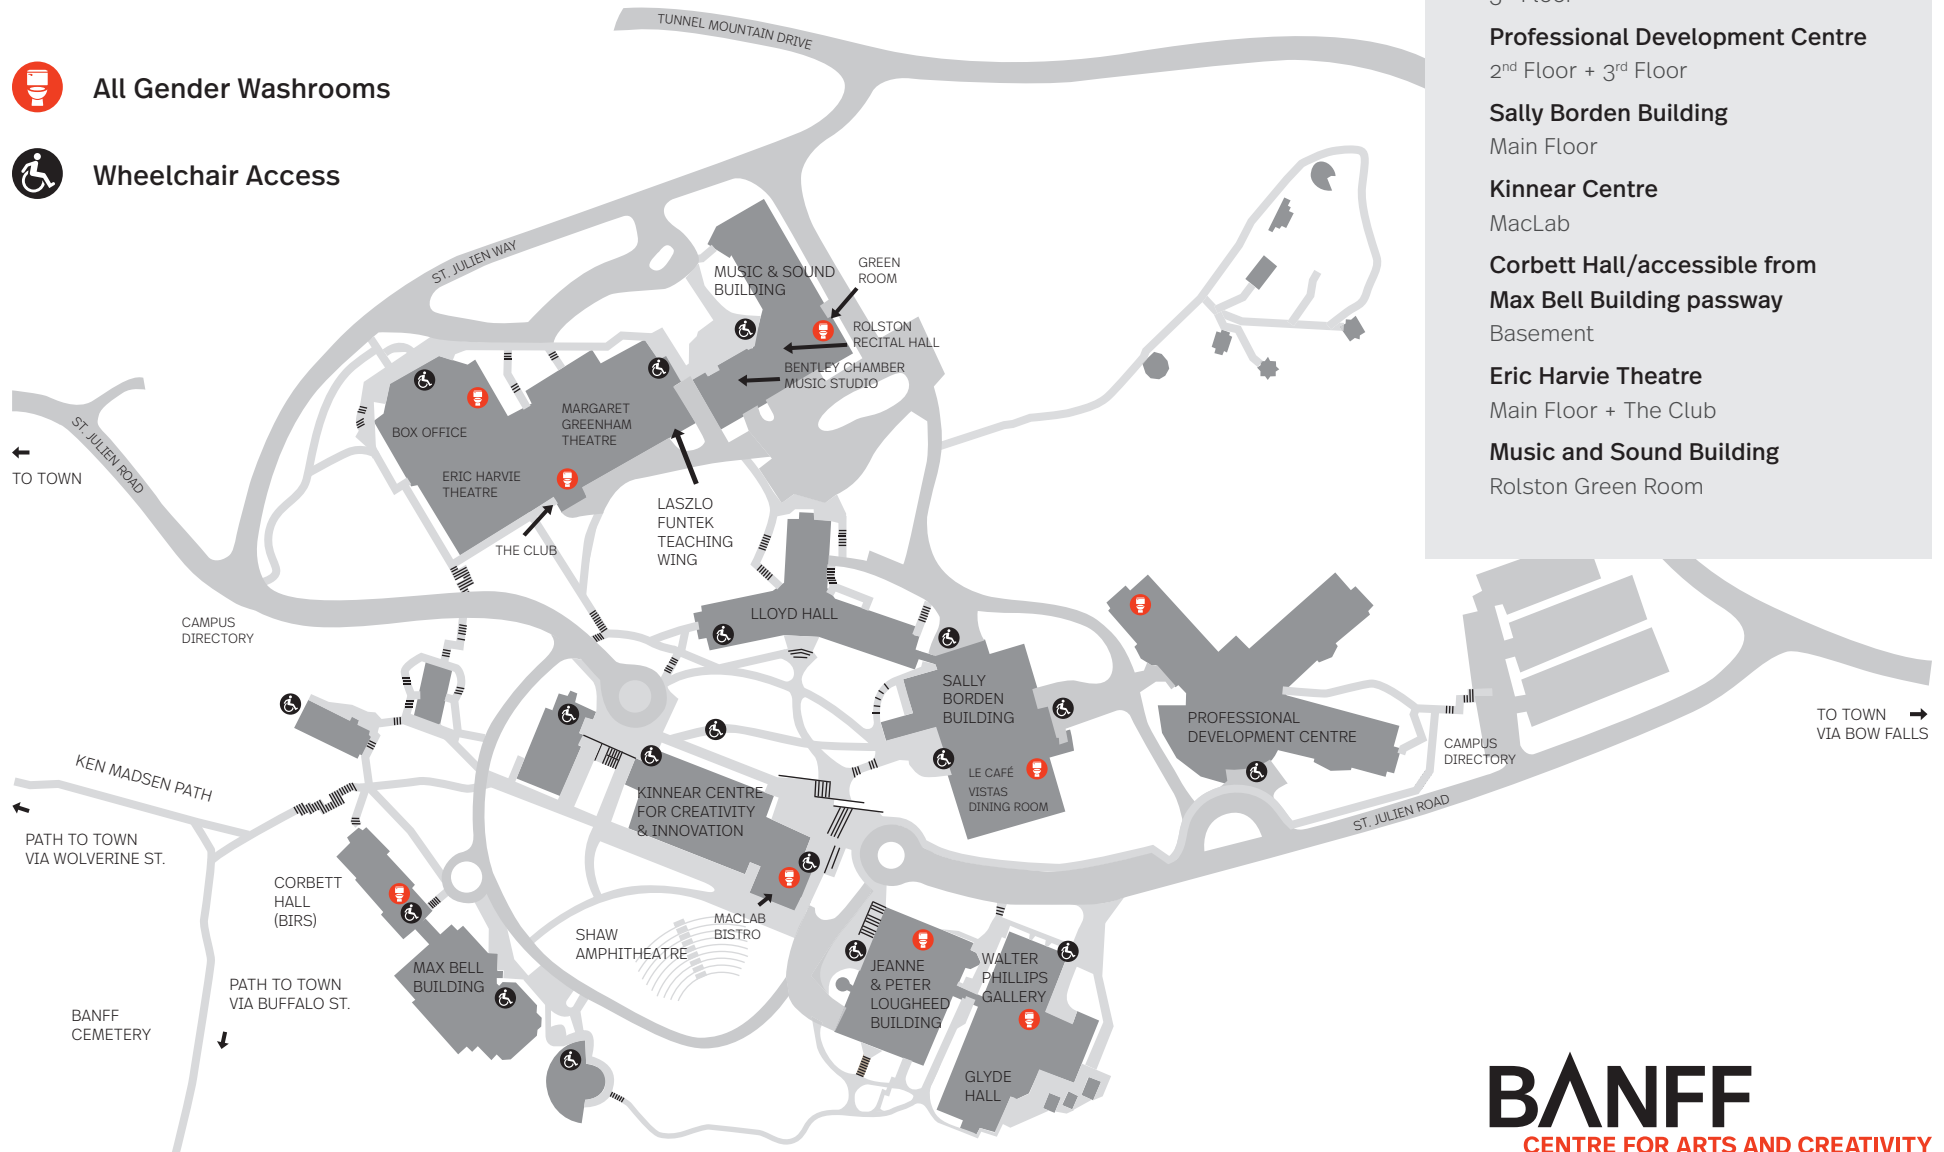 TUNNEL MOUNTAIN DRIVE
All Gender Washrooms
Wheelchair Access
Professional Development Centre
2nd Floor + 3rd Floor
Sally Borden Building
Main Floor
Kinnear Centre
MacLab
Corbett Hall/accessible from
Max Bell Building passway
Basement
Eric Harvie Theatre
Main Floor + The Club
Music and Sound Building
Rolston Green Room
ST. JULIEN WAY
MUSIC & SOUND
BUILDING
GREEN
ROOM
ROLSTON
RECITAL HALL
BENTLEY CHAMBER
MUSIC STUDIO
MARGARET
GREENHAM
THEATRE
BOX OFFICE
ERIC HARVIE
THEATRE
ST. JULIEN ROAD
TO TOWN
THE CLUB
LASZLO
FUNTEK
TEACHING
WING
LLOYD HALL
CAMPUS
DIRECTORY
SALLY
BORDEN
BUILDING
LE CAFÉ
VISTAS
DINING ROOM
PROFESSIONAL
DEVELOPMENT CENTRE
CAMPUS
DIRECTORY
TO TOWN
VIA BOW FALLS
ST. JULIEN ROAD
KEN MADSEN PATH
PATH TO TOWN
VIA WOLVERINE ST.
KINNEAR CENTRE
FOR CREATIVITY
& INNOVATION
CORBETT
HALL
(BIRS)
MACLAB
BISTRO
SHAW
AMPHITHEATRE
MAX BELL
BUILDING
PATH TO TOWN
VIA BUFFALO ST.
BANFF
CEMETERY
JEANNE
& PETER
LOUGHEED
BUILDING
WALTER
PHILLIPS
GALLERY
GLYDE
HALL
BANFF
CENTRE FOR ARTS AND CREATIVITY